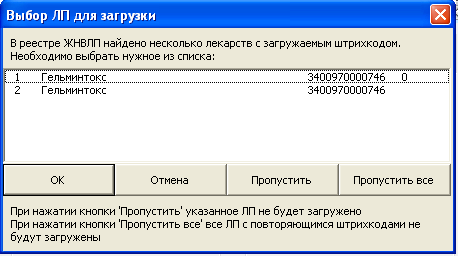 Выбор ЛП для загрузки
В реестре ЖНВЛП найдено несколько лекарств с загружаемым штрихкодом.
Необходимо выбрать нужное из списка:
1 Гельминтокс 3400970000746 0
2 Гельминтокс 3400970000746
ОК Отмена Пропустить Пропустить все
При нажатии кнопки 'Пропустить' указанное ЛП не будет загружено
При нажатии кнопки 'Пропустить все' все ЛП с повторяющимся штрихкодами не
будут загружены